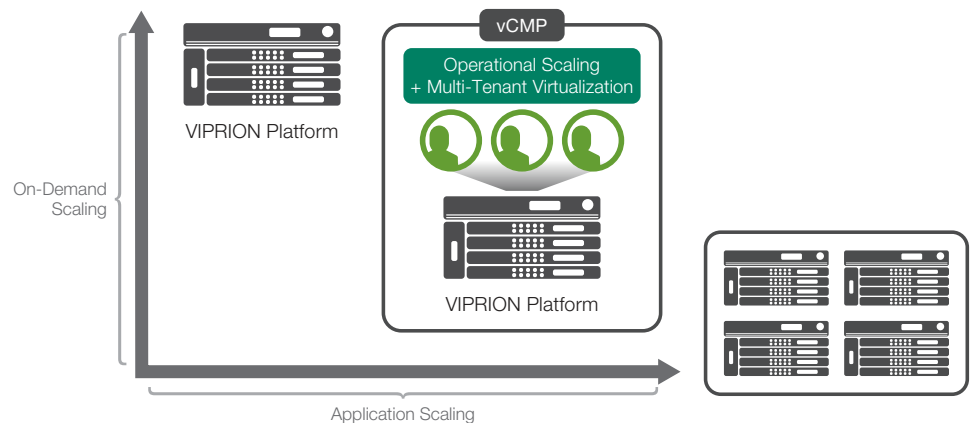 vCMP
Operational Scaling
+ Multi-Tenant Virtualization
VIPRION Platform
On-Demand
Scaling
VIPRION Platform
Application Scaling